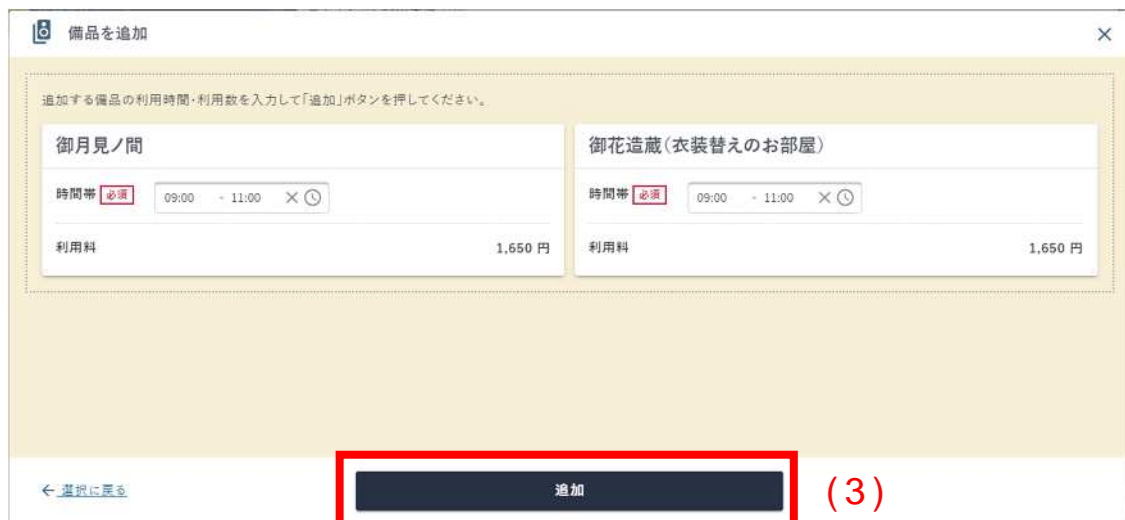 備品を追加
追加する備品の利用時間・利用数を入力して「追加」ボタンを押してください。
御月見ノ間
時間帯 必須 09:00 - 11:00
利用料 1,650 円
御花造蔵(衣装替えのお部屋)
時間帯 必須 09:00 - 11:00
利用料 1,650 円
← 選択に戻る
追加
(3)